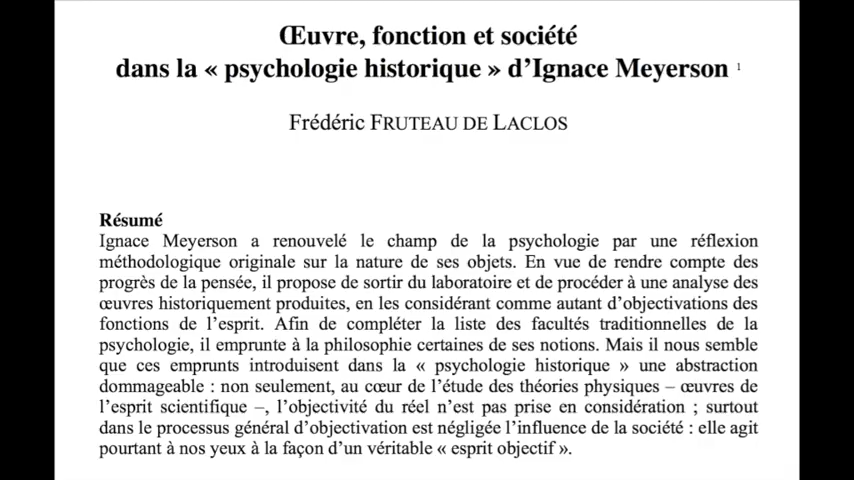 Œuvre, fonction et société
dans la « psychologie historique » d’Ignace Meyerson 1
Frédéric FRUTEAU DE LACLOS
Résumé
Ignace Meyerson a renouvelé le champ de la psychologie par une réflexion
méthodologique originale sur la nature de ses objets. En vue de rendre compte des
progrès de la pensée, il propose de sortir du laboratoire et de procéder à une analyse des
œuvres historiquement produites, en les considérant comme autant d’objectivations des
fonctions de l’esprit. Afin de compléter la liste des facultés traditionnelles de la
psychologie, il emprunte à la philosophie certaines de ses notions. Mais il nous semble
que ces emprunts introduisent dans la « psychologie historique » une abstraction
dommageable : non seulement, au cœur de l’étude des théories physiques – œuvres de
l’esprit scientifique –, l’objectivité du réel n’est pas prise en considération ; surtout
dans le processus général d’objectivation est négligée l’influence de la société : elle agit
pourtant à nos yeux à la façon d’un véritable « esprit objectif ».